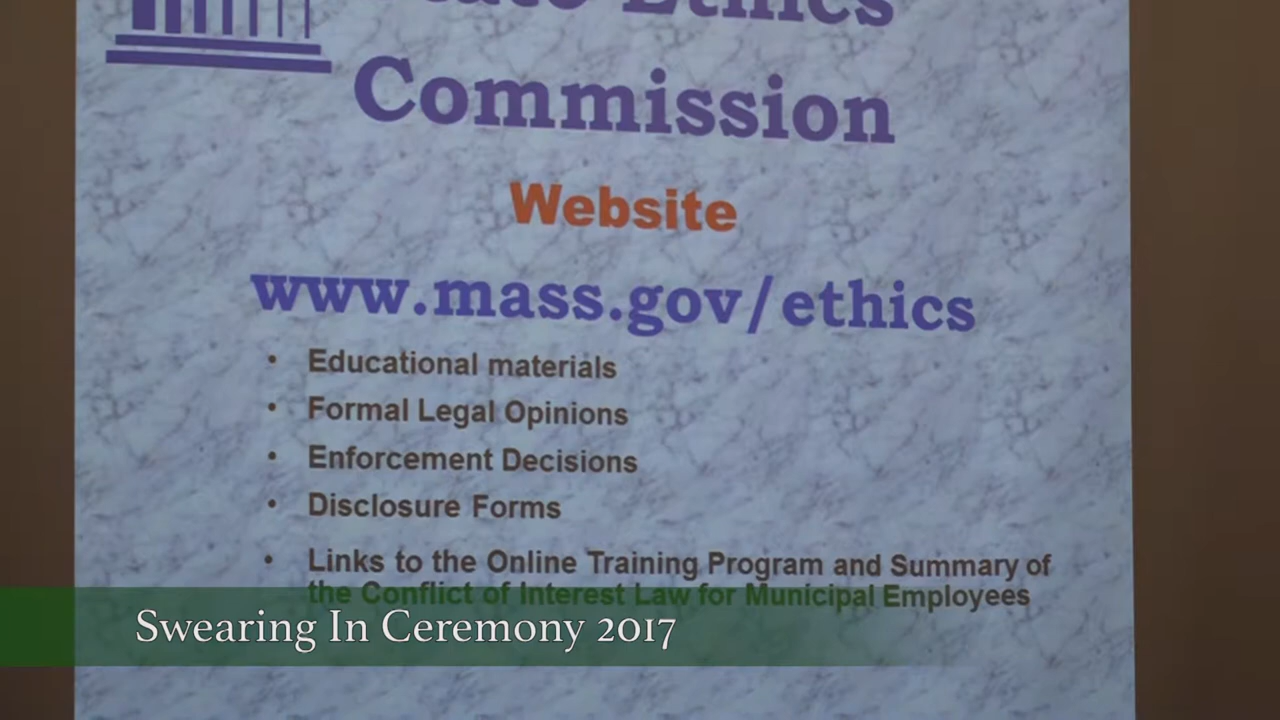 Ethics
Commission
Website
www.mass.gov/ethics
• Educational materials
• Formal Legal Opinions
• Enforcement Decisions
• Disclosure Forms
• Links to the Online Training Program and Summary of
the Conflict of Interest Law for Municipal Employees
Swearing In Ceremony 2017